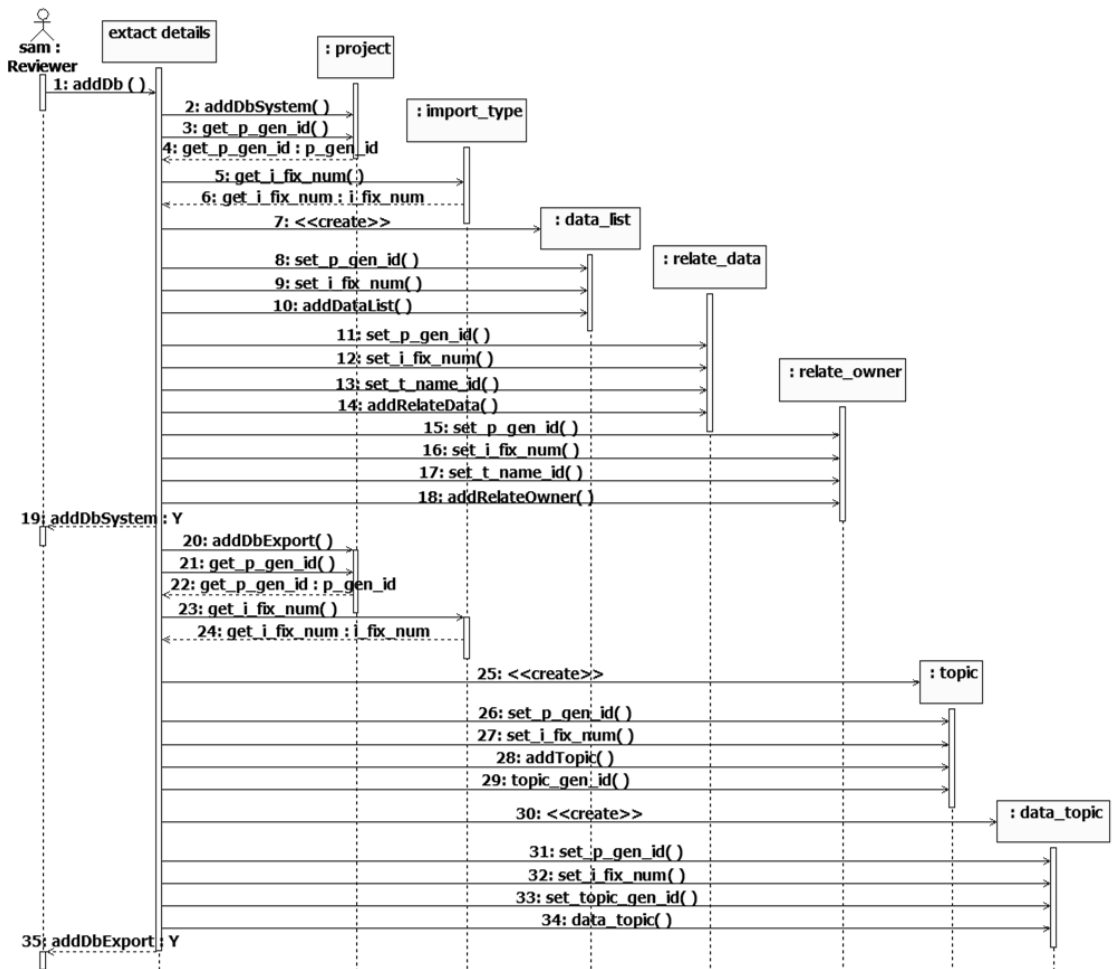 sam :
Reviewer
extact details
: project
1: addDb ( )
2: addDbSystem( )
: import_type
3: get_p_gen_id( )
4: get_p_gen_id : p_gen_id
5: get_i_fix_num( )
6: get_i_fix_num : i_fix_num
7: <<create>>
: data_list
8: set_p_gen_id( )
: relate_data
9: set_i_fix_num( )
10: addDataList( )
11: set_p_gen_id( )
12: set_i_fix_num( )
: relate_owner
13: set_t_name_id( )
14: addRelateData( )
15: set_p_gen_id( )
16: set_i_fix_num( )
17: set_t_name_id( )
18: addRelateOwner( )
19: addDbSystem : Y
20: addDbExport( )
21: get_p_gen_id( )
22: get_p_gen_id : p_gen_id
23: get_i_fix_num( )
24: get_i_fix_num : i_fix_num
25: <<create>>
: topic
26: set_p_gen_id( )
27: set_i_fix_num( )
28: addTopic( )
29: topic_gen_id( )
30: <<create>>
: data_topic
31: set_p_gen_id( )
32: set_i_fix_num( )
33: set_topic_gen_id( )
34: data_topic( )
35: addDbExport : Y